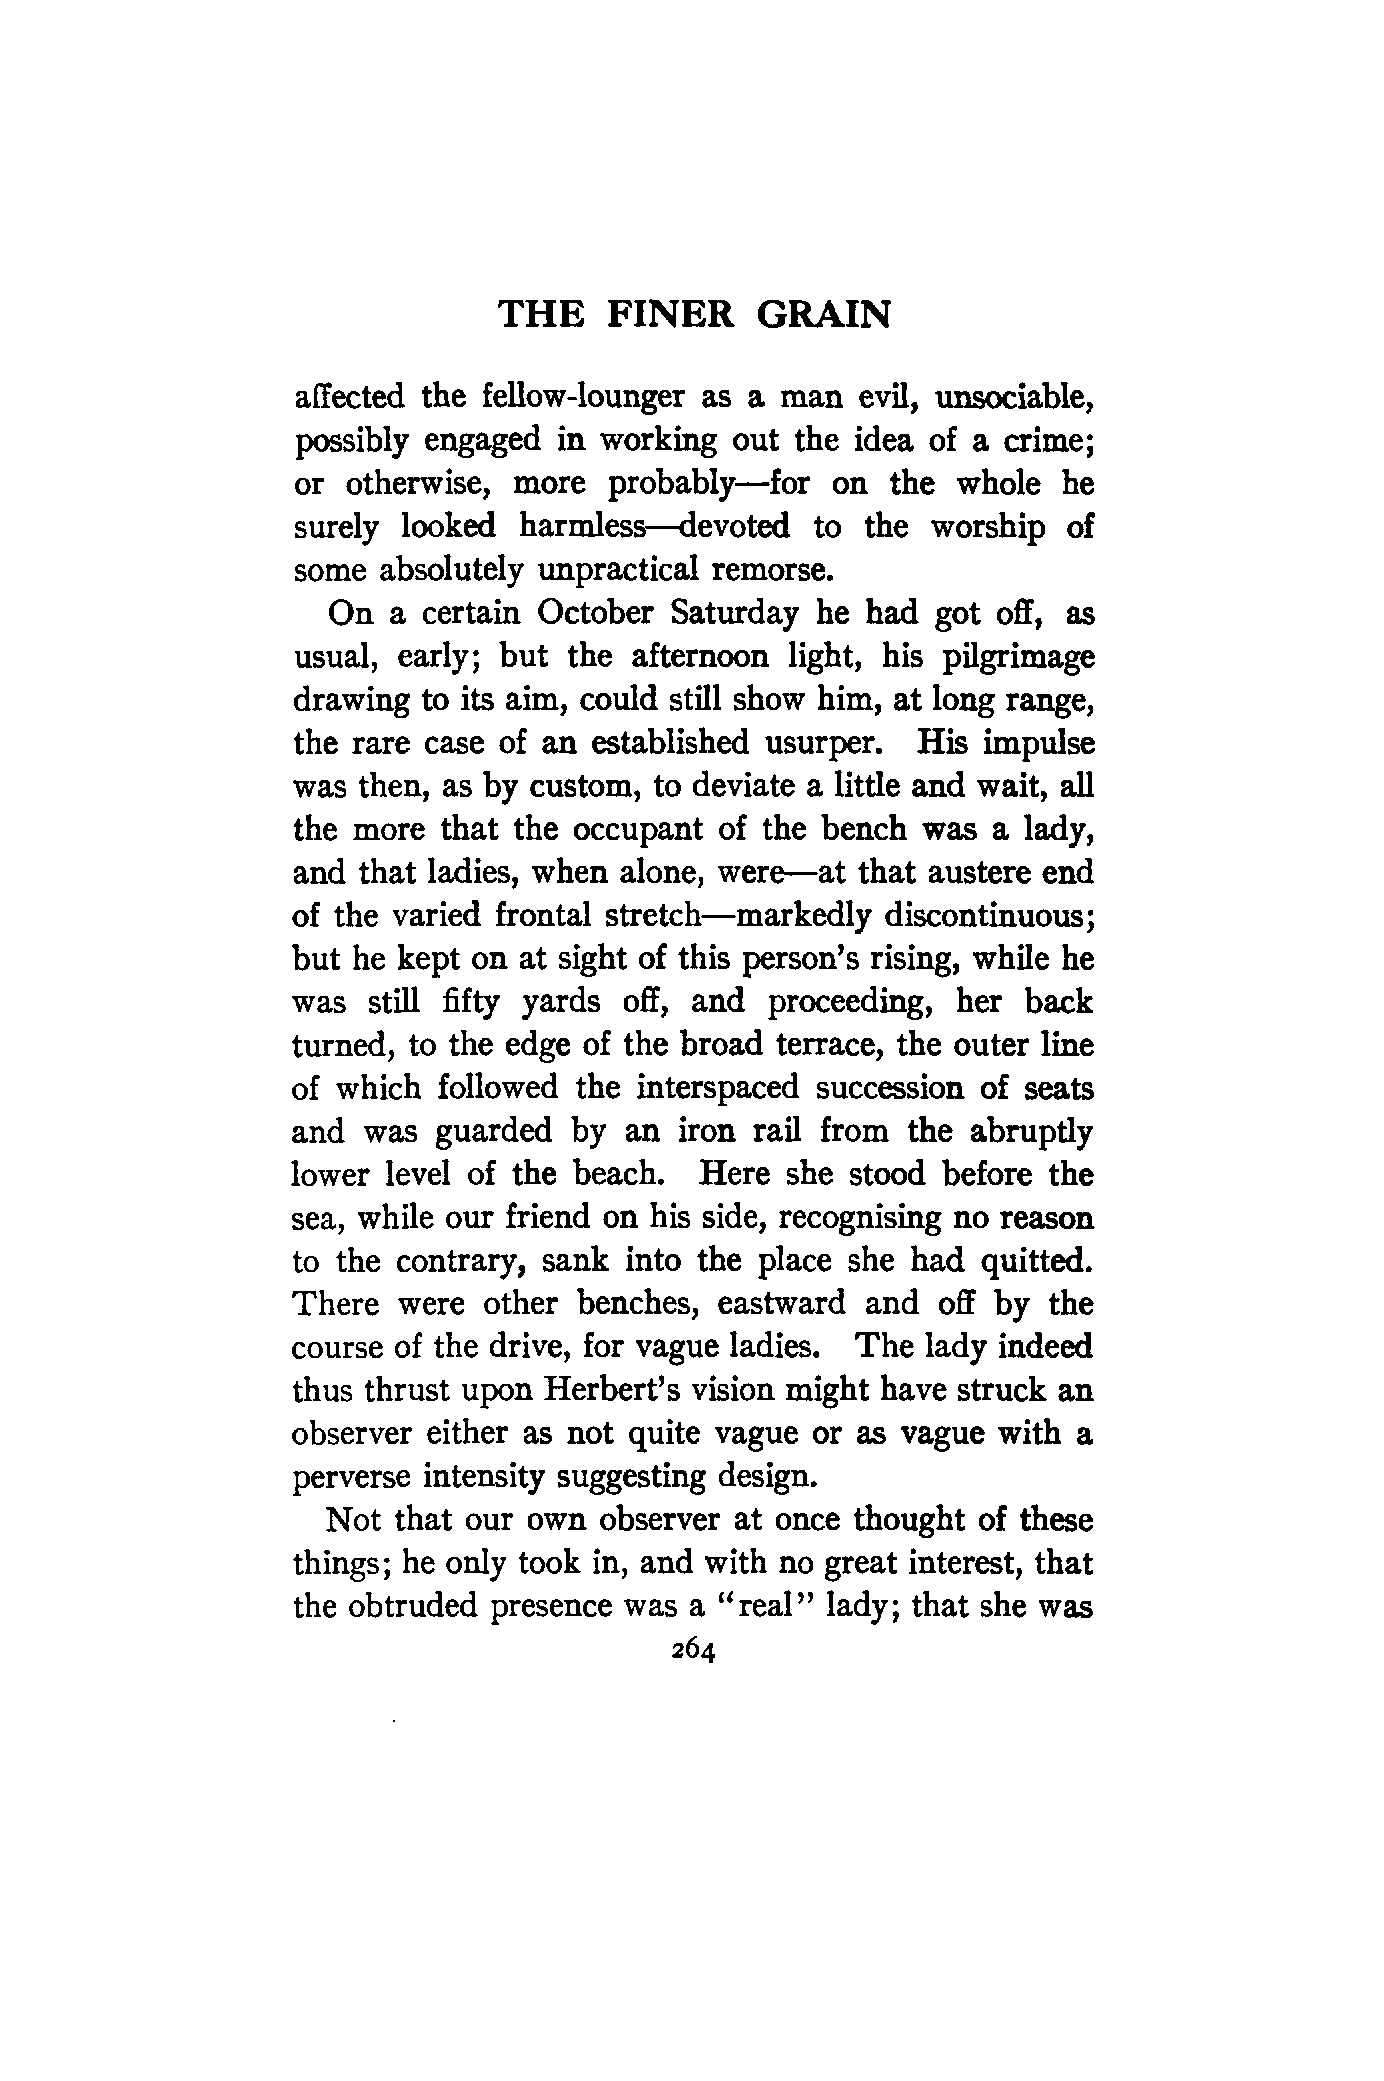 THE FINER GRAIN
affected the fellow-lounger as a man evil, unsociable,
possibly engaged in working out the idea of a crime;
or otherwise, more probably—for on the whole he
surely looked harmless—devoted to the worship of
some absolutely unpractical remorse.
On a certain October Saturday he had got off, as
usual, early; but the afternoon light, his pilgrimage
drawing to its aim, could still show him, at long range,
the rare case of an established usurper. His impulse
was then, as by custom, to deviate a little and wait, all
the more that the occupant of the bench was a lady,
and that ladies, when alone, were—at that austere end
of the varied frontal stretch—markedly discontinuous;
but he kept on at sight of this person's rising, while he
was still fifty yards off, and proceeding, her back
turned, to the edge of the broad terrace, the outer line
of which followed the interspaced succession of seats
and was guarded by an iron rail from the abruptly
lower level of the beach. Here she stood before the
sea, while our friend on his side, recognising no reason
to the contrary, sank into the place she had quitted.
There were other benches, eastward and off by the
course of the drive, for vague ladies. The lady indeed
thus thrust upon Herbert's vision might have struck an
observer either as not quite vague or as vague with a
perverse intensity suggesting design.
Not that our own observer at once thought of these
things; he only took in, and with no great interest, that
the obtruded presence was a "real" lady; that she was
264